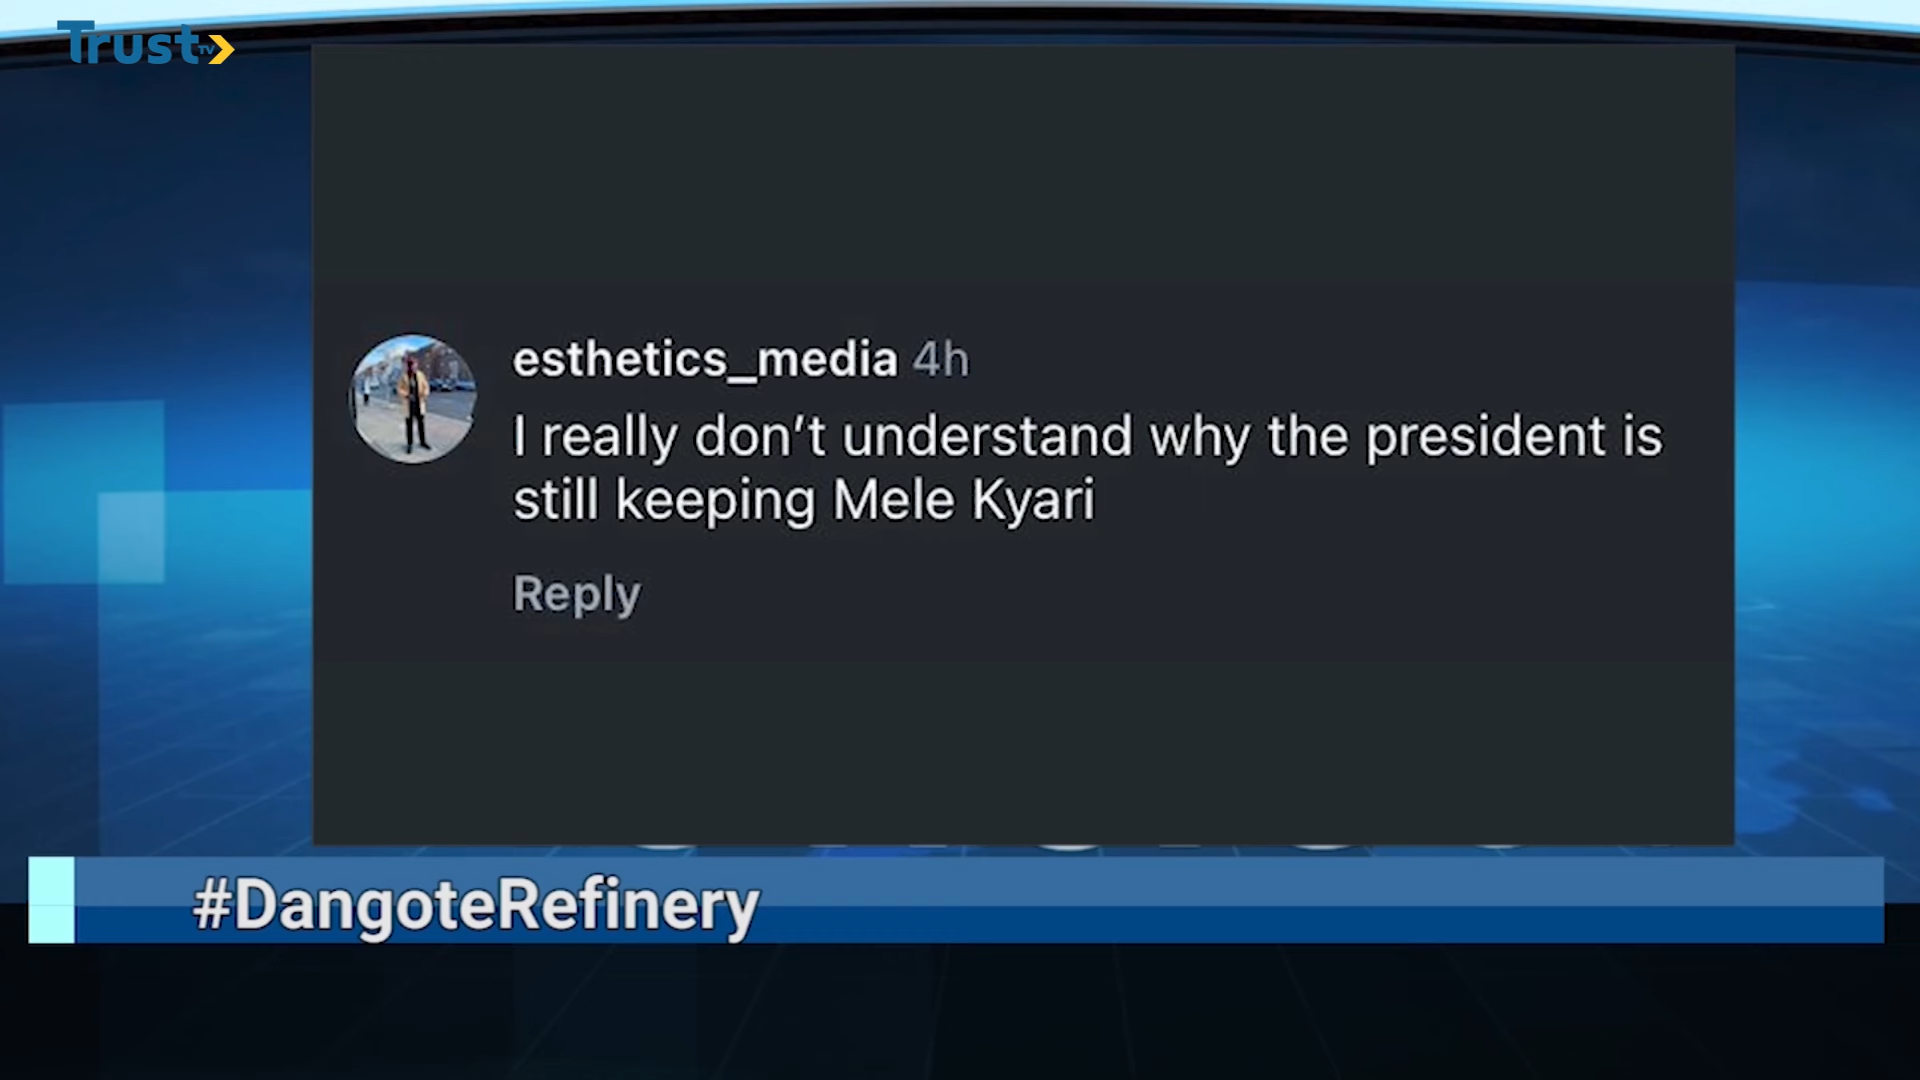 Trust TV
esthetics_media 4h
I really don't understand why the president is
still keeping Mele Kyari
Reply
#DangoteRefinery